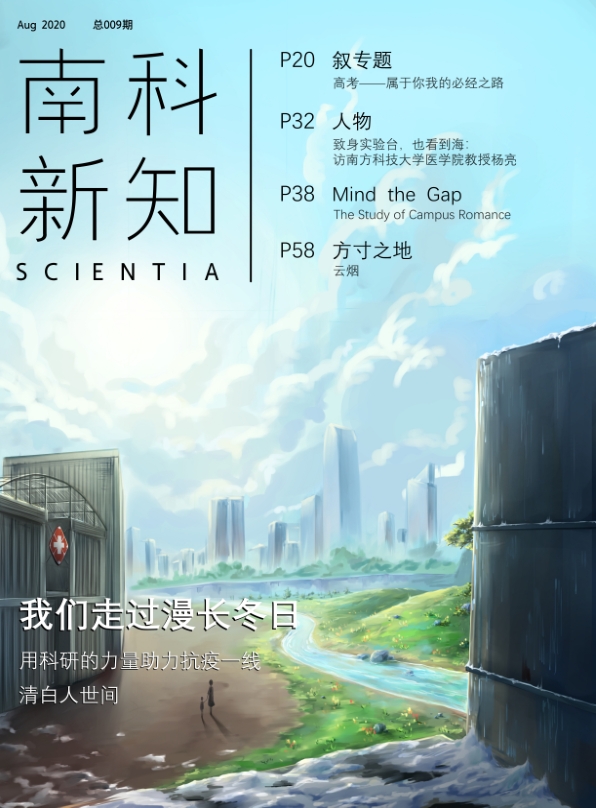 Aug 2020 总009期
南科
新知
SCIENTIA
P20 叙专题
高考——属于你我的必经之路
P32 人物
致身实验台，也看到海：
访南方科技大学医学院教授杨亮
P38 Mind the Gap
The Study of Campus Romance
P58 方寸之地
云烟
我们走过漫长冬日
用科研的力量助力抗疫一线
清白人世间